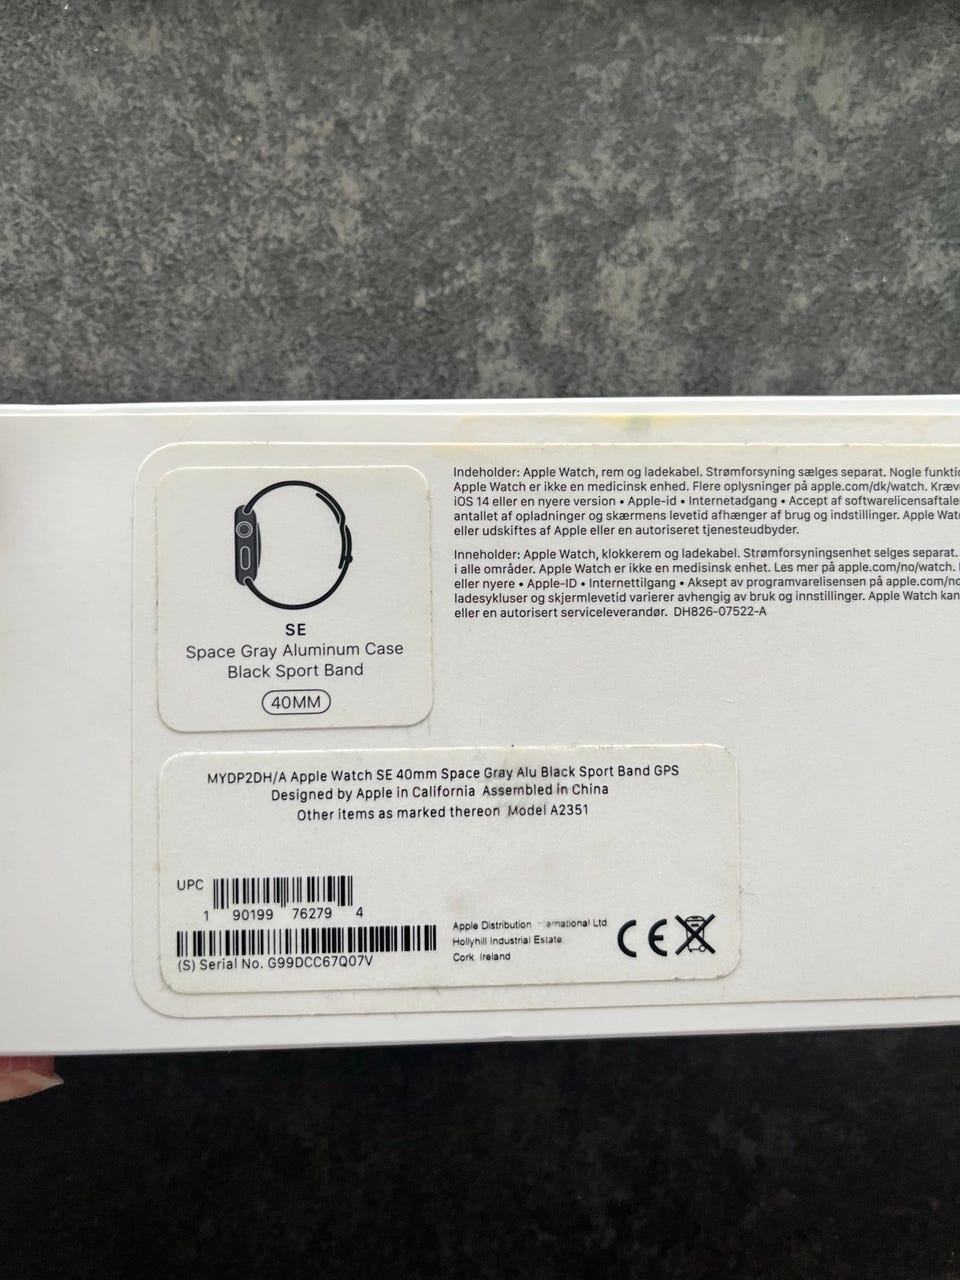 SE
Space Gray Aluminum Case
Black Sport Band
40MM
Indeholder: Apple Watch, rem og ladekabel. Strømforsyning sælges separat. Nogle
Apple Watch er ikke en medicinsk enhed. Flere oplysninger på apple.com/dk/watch.
iOS 14 eller en nyere version • Apple-id • Internetadgang • Accept af
antallet af opladninger og skærmens levetid afhænger af brug og indstillinger. Apple
eller udskiftes af Apple eller en autoriseret tjenesteudbyder.
Inneholder: Apple Watch, klokkerem og ladekabel. Strømforsyningsenhet selges separat.
i alle områder. Apple Watch er ikke en medisinsk enhet. Les mer på apple.com/no/watch.
eller nyere • Apple-ID • Internettilgang • Aksept av programvarelisensen på
ladesykluser og skjermlevetid varierer avhengig av bruk og innstillinger. Apple Watch kan
eller en autorisert serviceleverandør. DH826-07522-A
MYDP2DH/A Apple Watch SE 40mm Space Gray Alu Black Sport Band GPS
Designed by Apple in California Assembled in China
Other items as marked thereon Model A2351
UPC
1 90199 76279 4
(S) Serial No. G99DCC67Q07V
Apple Distribution International Ltd
Hollyhill Industrial Estate
Cork Ireland
CE